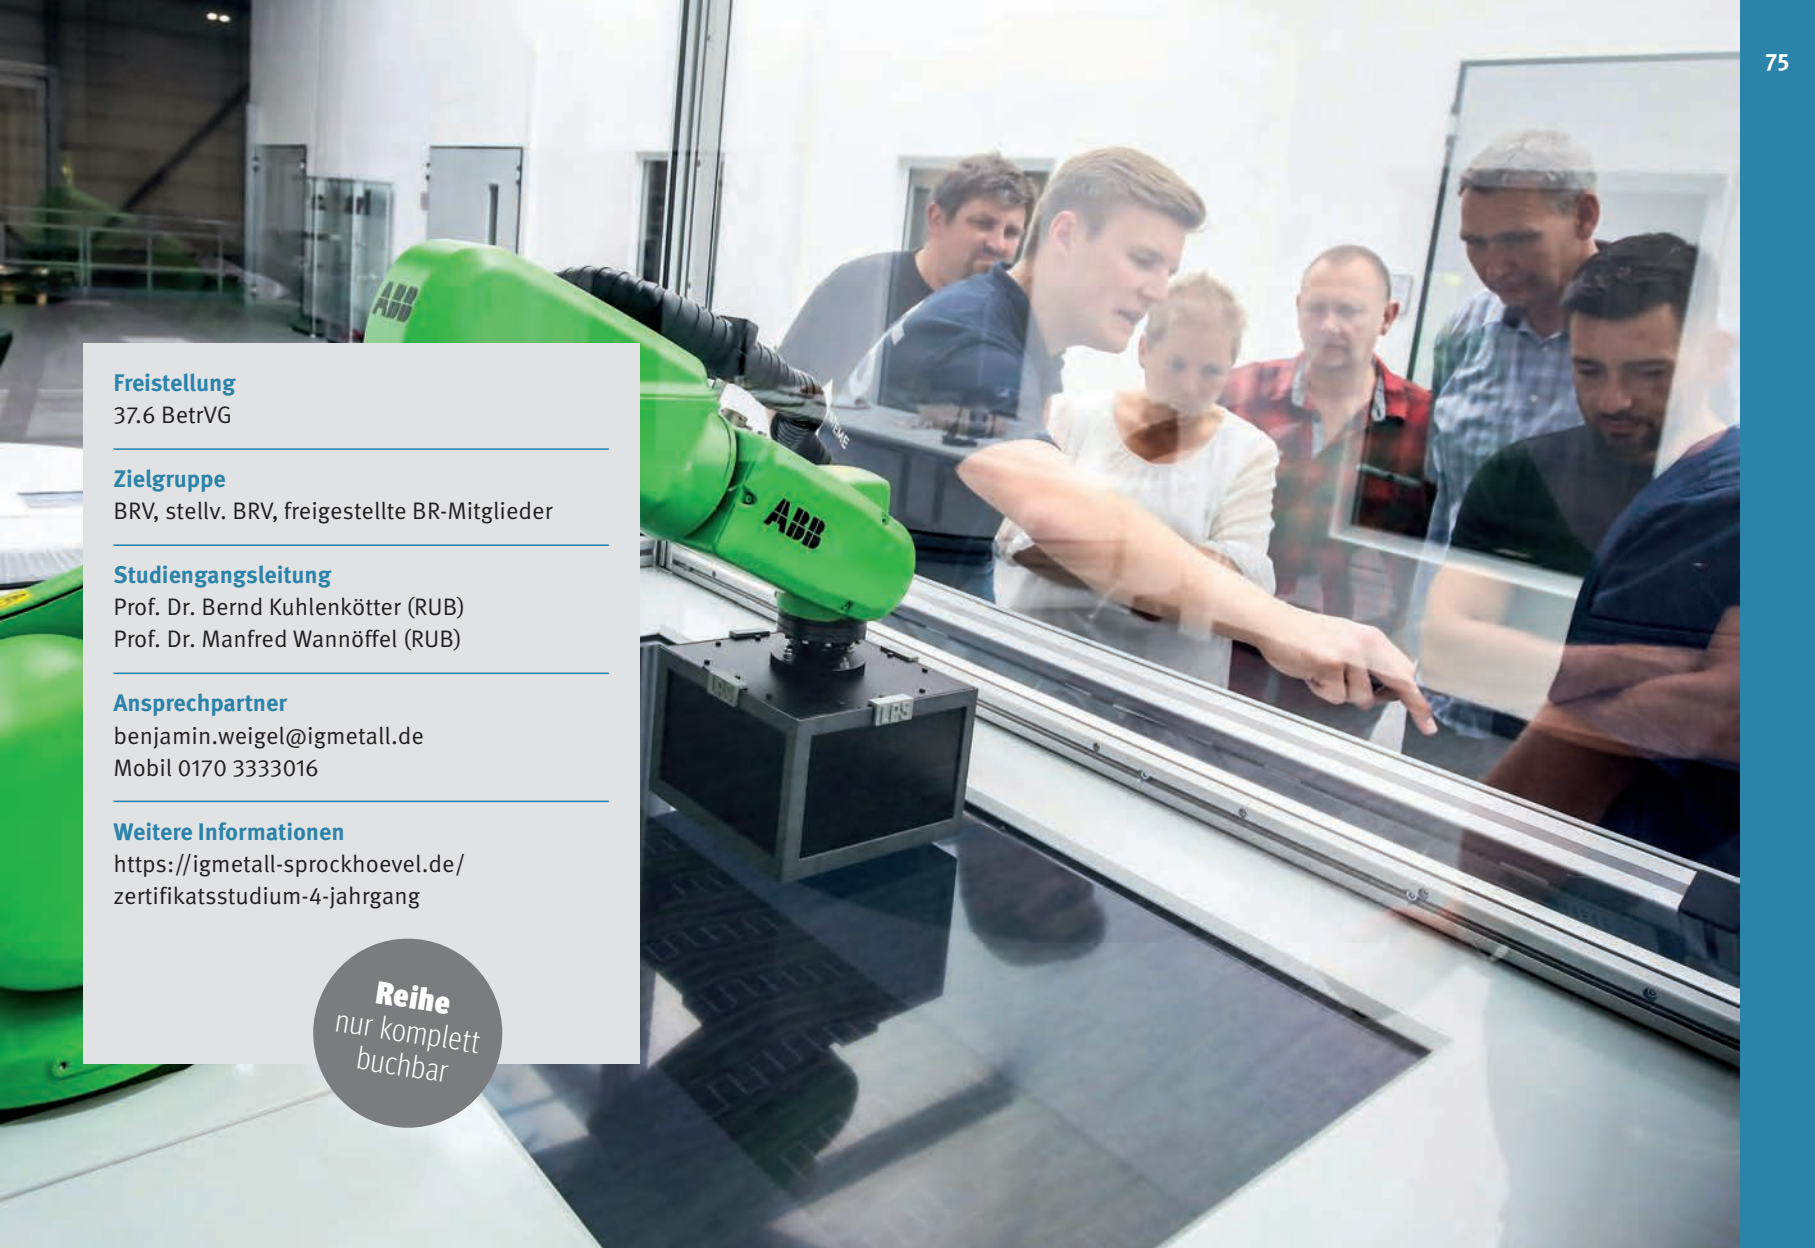 75
ABB
Freistellung
37.6 BetrVG
Zielgruppe
BRV, stellv. BRV, freigestellte BR-Mitglieder
Studiengangsleitung
Prof. Dr. Bernd Kuhlenkötter (RUB)
Prof. Dr. Manfred Wannöffel (RUB)
Ansprechpartner
benjamin.weigel@igmetall.de
Mobil 0170 3333016
Weitere Informationen
https://igmetall-sprockhoevel.de/
zertifikatsstudium-4-jahrgang
Reihe
nur komplett
buchbar
ABB
LPS
LPS